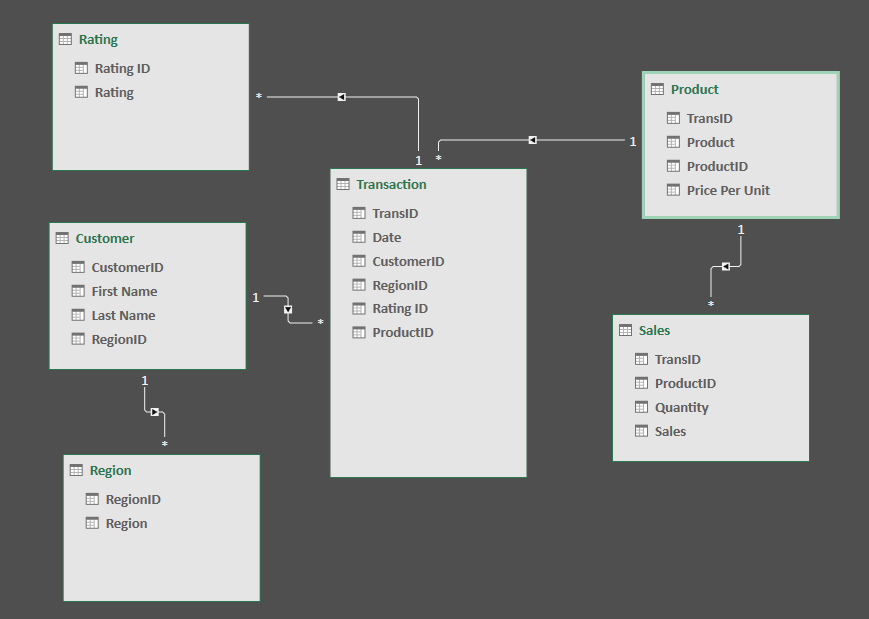 Rating
Rating ID
Rating
*
1
*
1
Product
TransID
Product
ProductID
Price Per Unit
1
*
Transaction
TransID
Date
CustomerID
RegionID
Rating ID
ProductID
Customer
CustomerID
First Name
Last Name
RegionID
1
*
1
*
Region
RegionID
Region
Sales
TransID
ProductID
Quantity
Sales